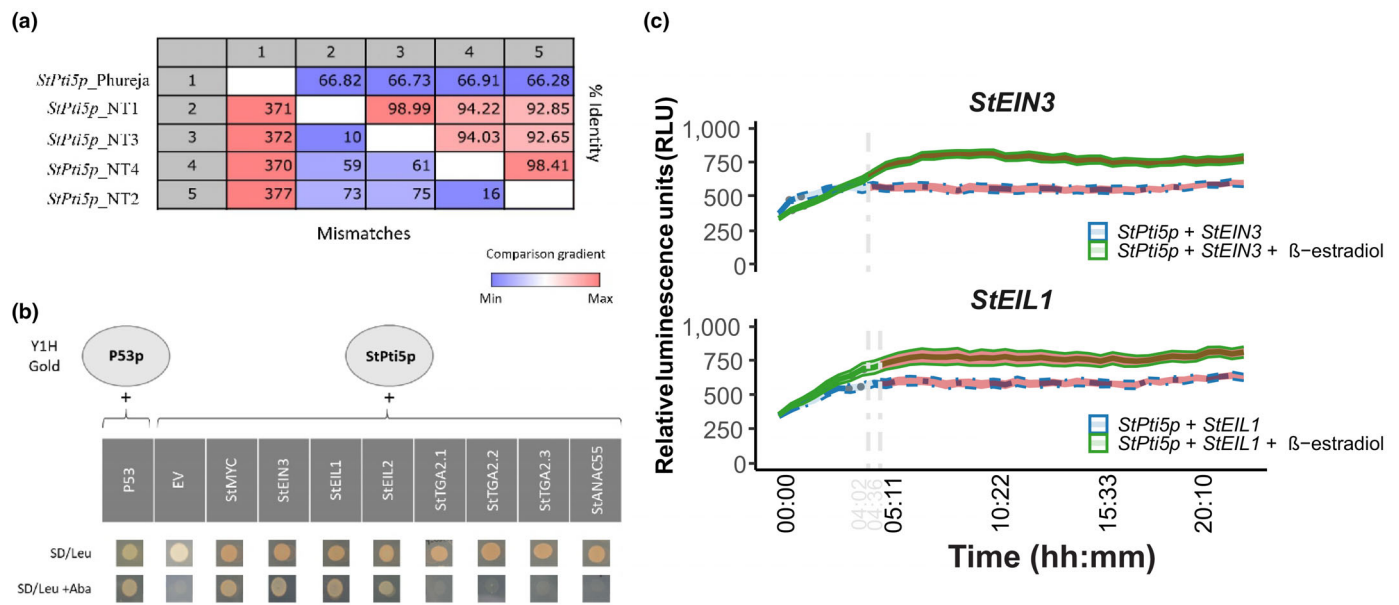 (a)
1 2 3 4 5
StPti5p_Phureja 1 66.82 66.73 66.91 66.28
StPti5p_NT1 2 371 98.99 94.22 92.85
StPti5p_NT3 3 372 10 94.03 92.65
StPti5p_NT4 4 370 59 61 98.41
StPti5p_NT2 5 377 73 75 16
% Identity
Mismatches
Comparison gradient
Min Max
(b)
Y1H
Gold
P53p
StPti5p
+ +
P53 EV StMYC StEIN3 StEIL1 StEIL2 StTGA2.1 StTGA2.2 StTGA2.3 StANAC55
SD/Leu
SD/Leu +Aba
(c)
Relative luminescence units (RLU)
StEIN3
1,000
750
500
250
0
StPti5p + StEIN3
StPti5p + StEIN3 + ß-estradiol
StEIL1
1,000
750
500
250
0
StPti5p + StEIL1
StPti5p + StEIL1 + ß-estradiol
00:00 04:02 04:36 05:11 10:22 15:33 20:10
Time (hh:mm)